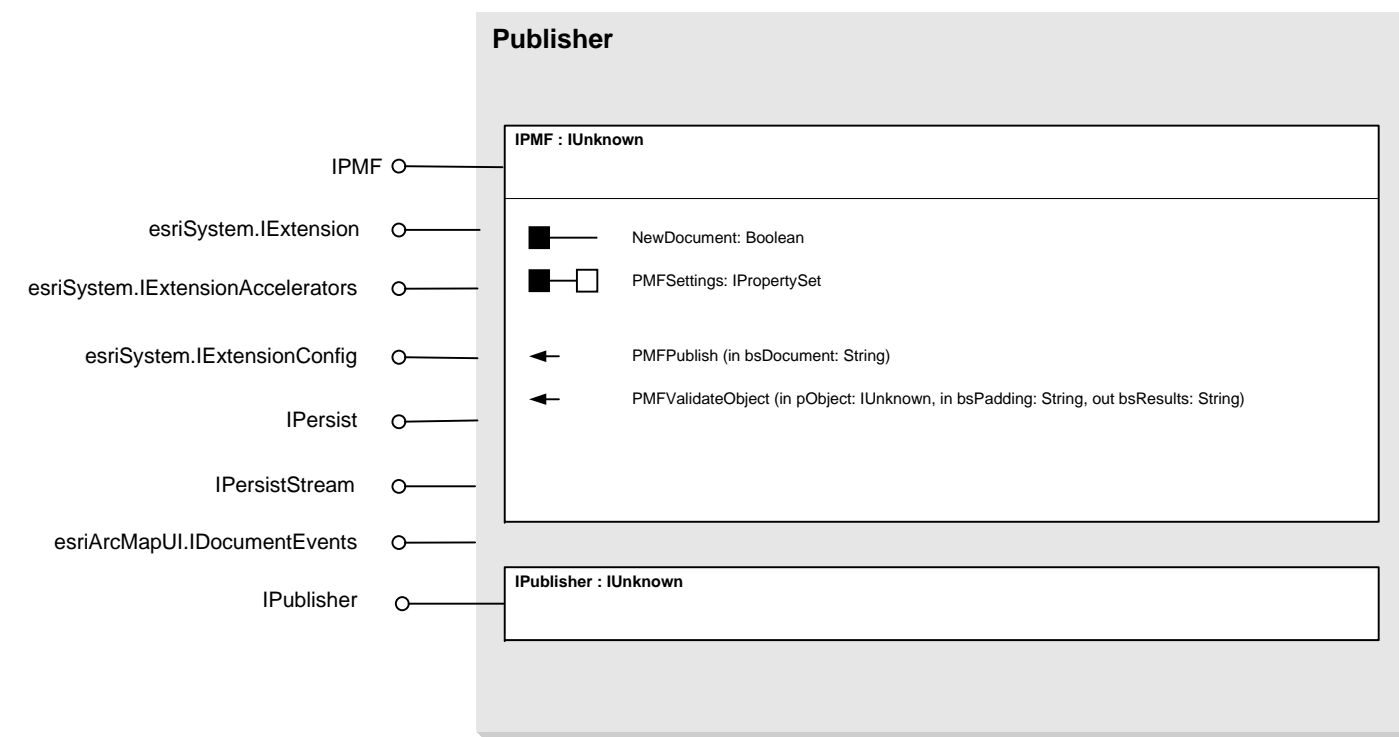 Publisher
IPMF : IUnknown
IPMF
esriSystem.IExtension
NewDocument: Boolean
esriSystem.IExtensionAccelerators
PMFSettings: IPropertySet
esriSystem.IExtensionConfig
PMFPublish (in bsDocument: String)
PMFValidateObject (in pObject: IUnknown, in bsPadding: String, out bsResults: String)
IPersist
IPersistStream
esriArcMapUI.IDocumentEvents
IPublisher : IUnknown
IPublisher